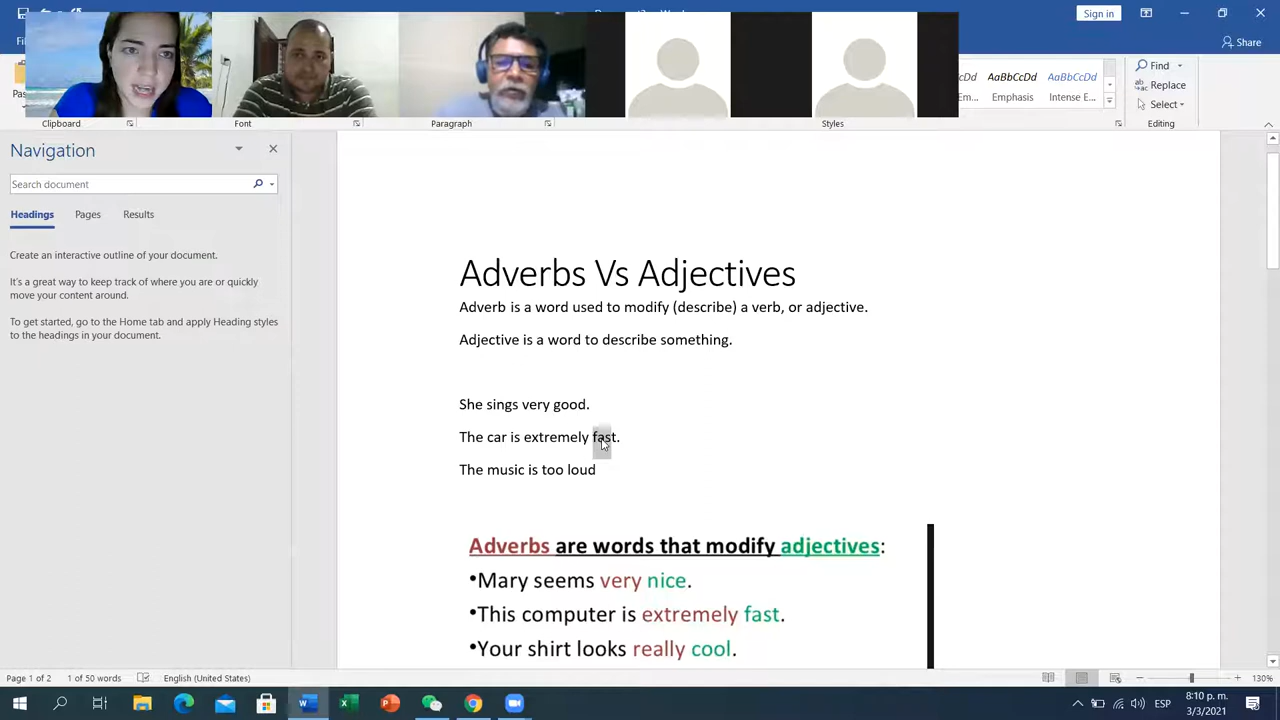 Sign in
Share
AaBbCcDd AaBbCcDd
Em... Emphasis Intense E...
Find
Replace
Select
Clipboard Font Paragraph Styles Editing
Navigation
Search document
Headings Pages Results
Create an interactive outline of your document.
It's a great way to keep track of where you are or quickly
move your content around.
To get started, go to the Home tab and apply Heading styles
to the headings in your document.
Adverbs Vs Adjectives
Adverb is a word used to modify (describe) a verb, or adjective.
Adjective is a word to describe something.
She sings very good.
The car is extremely fast.
The music is too loud
Adverbs are words that modify adjectives:
•Mary seems very nice.
•This computer is extremely fast.
•Your shirt looks really cool.
Page 1 of 2 1 of 50 words English (United States) 130%
ESP
8:10 p. m.
3/3/2021